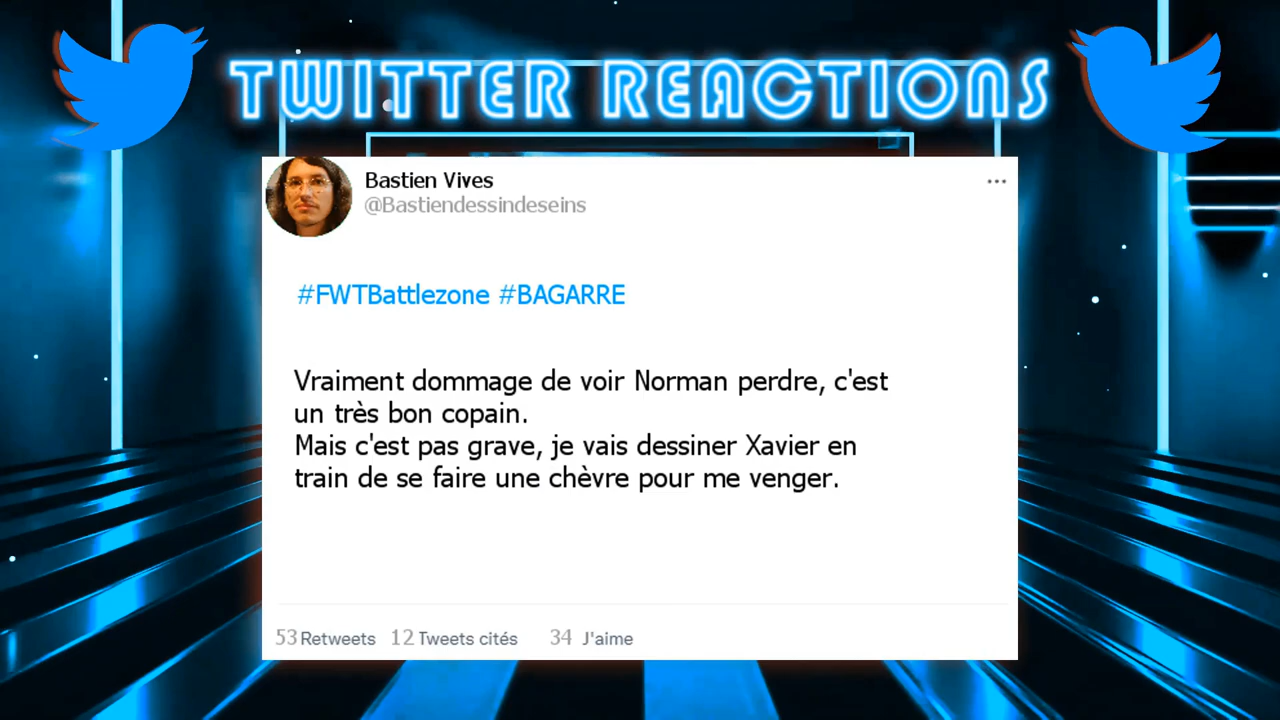 TWITTER REACTIONS
Bastien Vives
@Bastiendessindeseins
#FWTBattlezone #BAGARRE
Vraiment dommage de voir Norman perdre, c'est
un très bon copain.
Mais c'est pas grave, je vais dessiner Xavier en
train de se faire une chèvre pour me venger.
53 Retweets 12 Tweets cités 34 J'aime